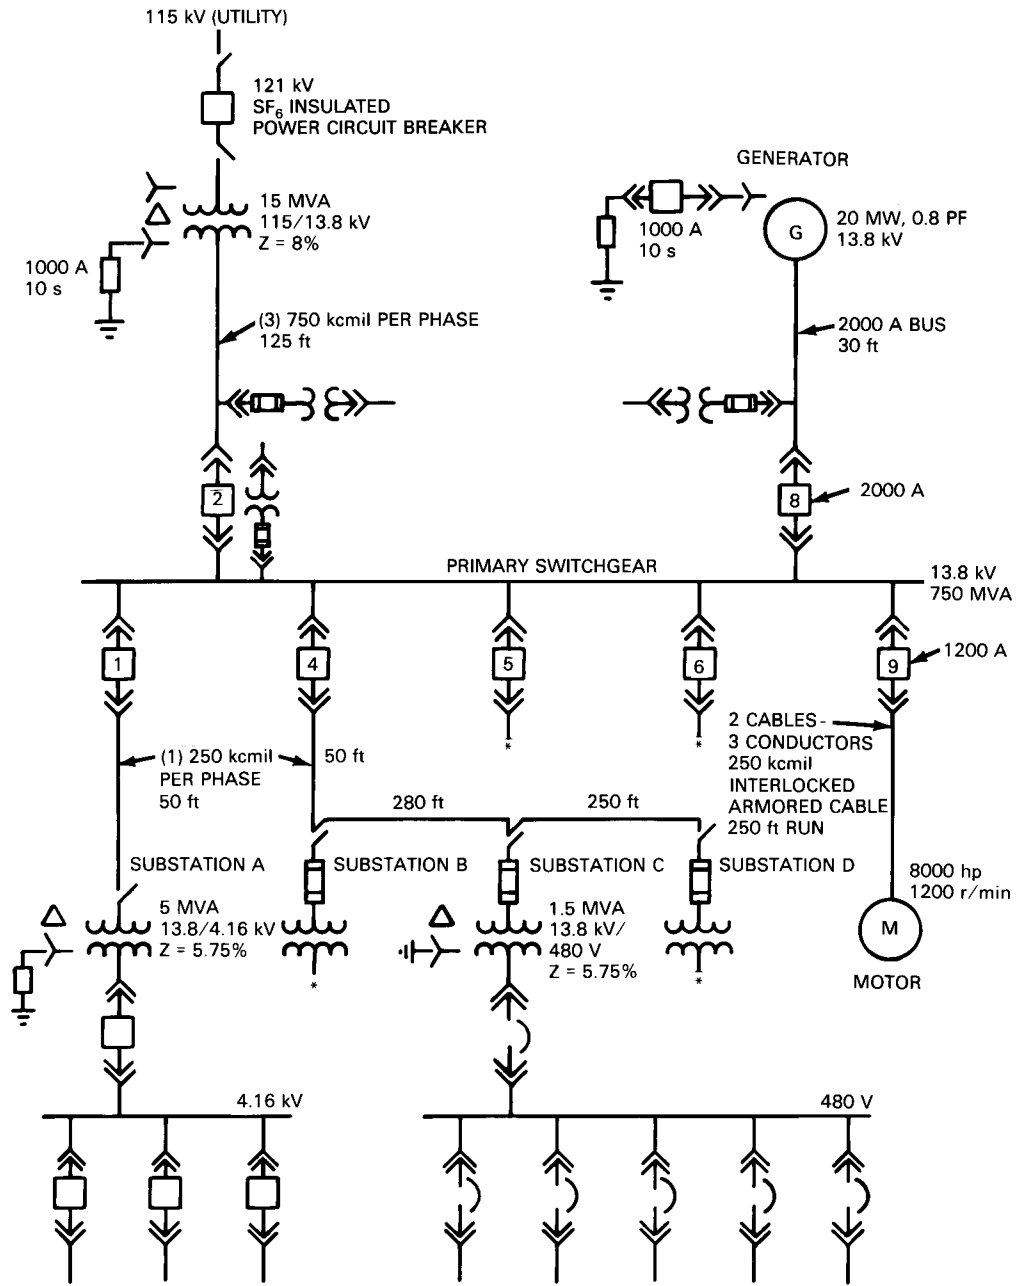 115 kV (UTILITY)
121 kV
SF₆ INSULATED
POWER CIRCUIT BREAKER
15 MVA
115/13.8 kV
Z = 8%
1000 A
10 s
(3) 750 kcmil PER PHASE
125 ft
GENERATOR
1000 A
10 s
G
20 MW, 0.8 PF
13.8 kV
2000 A BUS
30 ft
2
8
2000 A
PRIMARY SWITCHGEAR
13.8 kV
750 MVA
1
4
5
6
9
1200 A
*
*
(1) 250 kcmil
PER PHASE
50 ft
50 ft
280 ft
250 ft
2 CABLES-
3 CONDUCTORS
250 kcmil
INTERLOCKED
ARMORED CABLE
250 ft RUN
SUBSTATION A
SUBSTATION B
SUBSTATION C
SUBSTATION D
5 MVA
13.8/4.16 kV
Z = 5.75%
*
1.5 MVA
13.8 kV/
480 V
Z = 5.75%
*
8000 hp
1200 r/min
M
MOTOR
4.16 kV
480 V